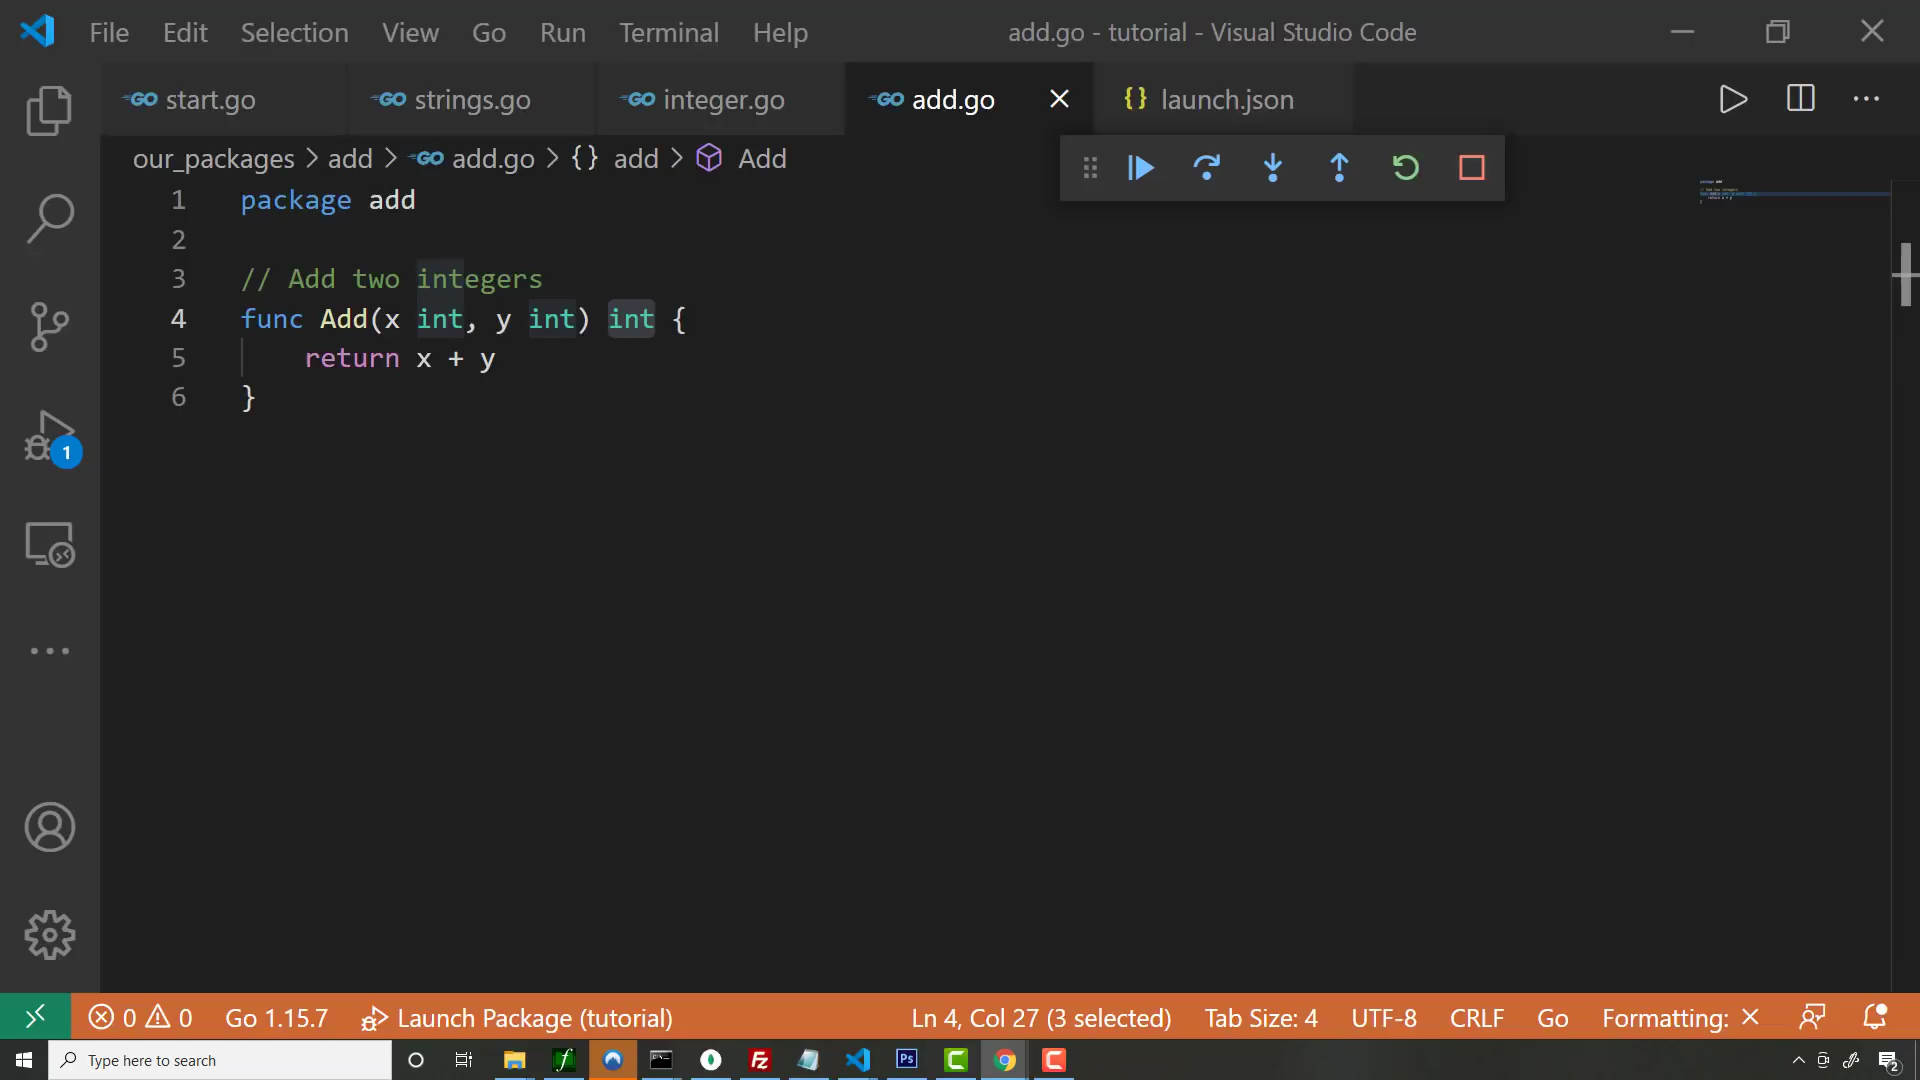 File Edit Selection View Go Run Terminal Help add.go - tutorial - Visual Studio Code
GO start.go GO strings.go GO integer.go GO add.go {} launch.json
our_packages > add > GO add.go > {} add > Add
1 package add
2
3 // Add two integers
4 func Add(x int, y int) int {
5 return x + y
6 }
1
0 0 Go 1.15.7 Launch Package (tutorial) Ln 4, Col 27 (3 selected) Tab Size: 4 UTF-8 CRLF Go Formatting: ×
Type here to search f Fz Ps C C 2